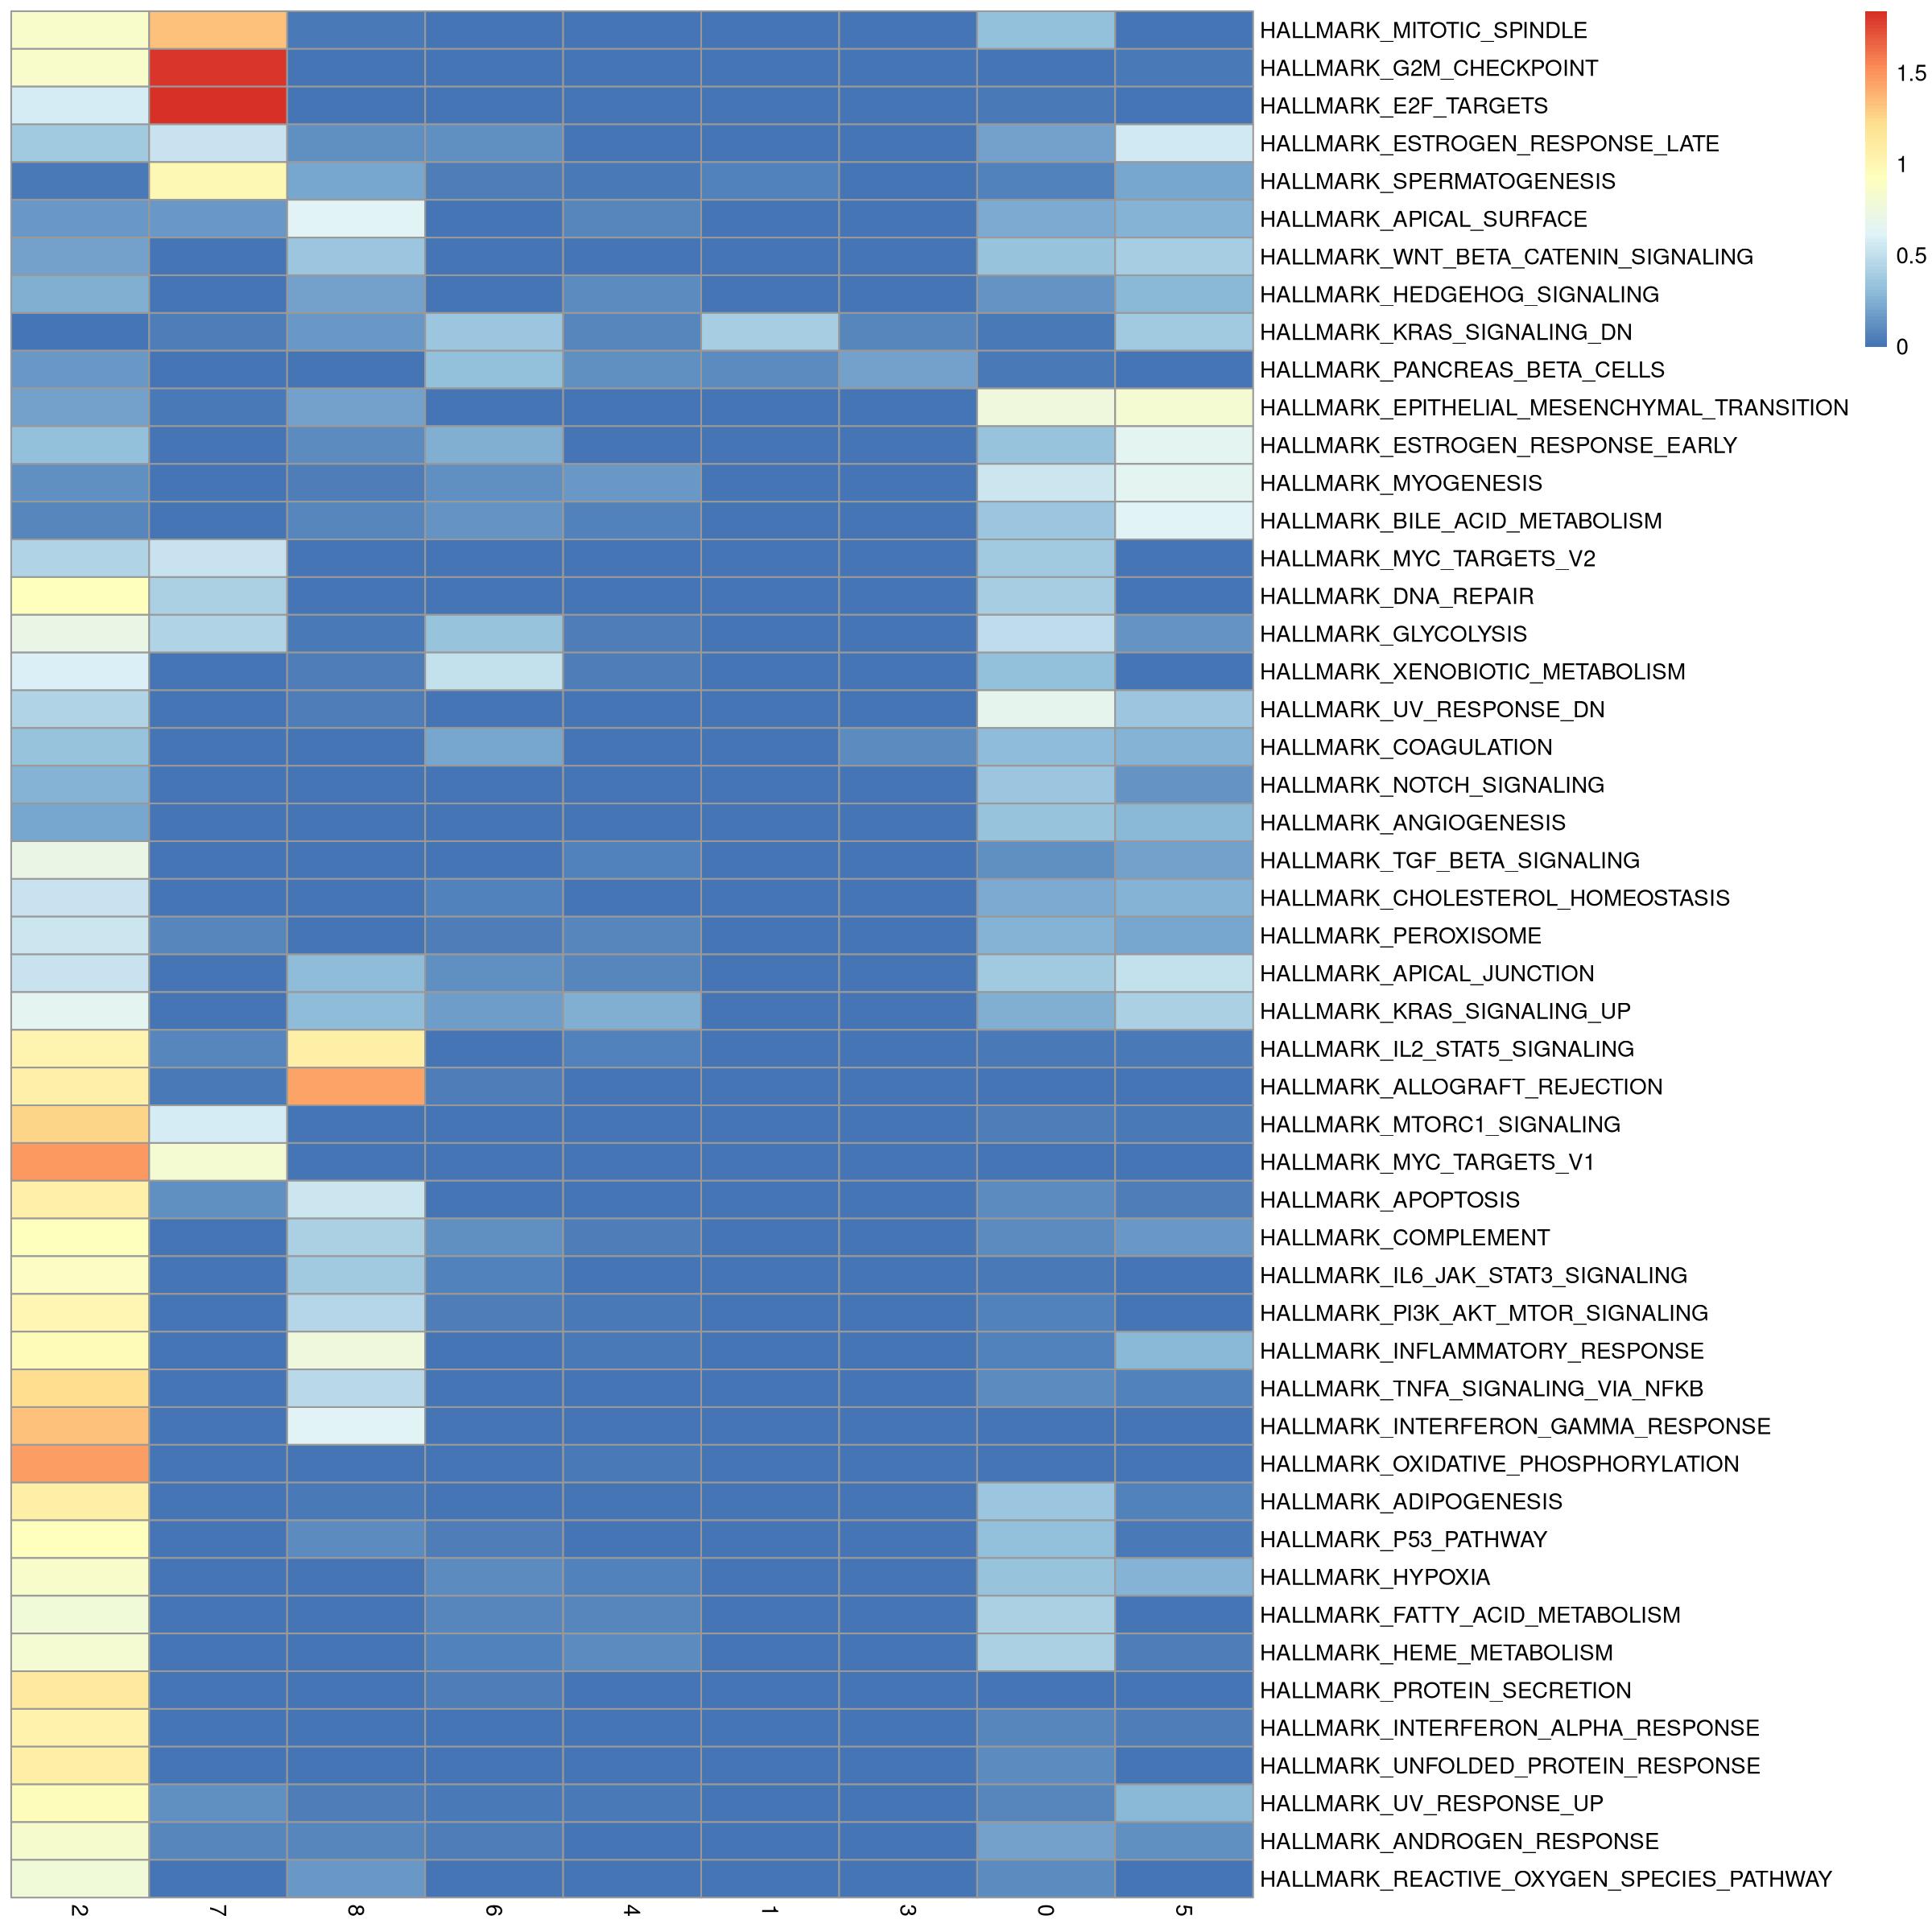 HALLMARK_MITOTIC_SPINDLE
HALLMARK_G2M_CHECKPOINT
HALLMARK_E2F_TARGETS
HALLMARK_ESTROGEN_RESPONSE_LATE
HALLMARK_SPERMATOGENESIS
HALLMARK_APICAL_SURFACE
HALLMARK_WNT_BETA_CATENIN_SIGNALING
HALLMARK_HEDGEHOG_SIGNALING
HALLMARK_KRAS_SIGNALING_DN
HALLMARK_PANCREAS_BETA_CELLS
HALLMARK_EPITHELIAL_MESENCHYMAL_TRANSITION
HALLMARK_ESTROGEN_RESPONSE_EARLY
HALLMARK_MYOGENESIS
HALLMARK_BILE_ACID_METABOLISM
HALLMARK_MYC_TARGETS_V2
HALLMARK_DNA_REPAIR
HALLMARK_GLYCOLYSIS
HALLMARK_XENOBIOTIC_METABOLISM
HALLMARK_UV_RESPONSE_DN
HALLMARK_COAGULATION
HALLMARK_NOTCH_SIGNALING
HALLMARK_ANGIOGENESIS
HALLMARK_TGF_BETA_SIGNALING
HALLMARK_CHOLESTEROL_HOMEOSTASIS
HALLMARK_PEROXISOME
HALLMARK_APICAL_JUNCTION
HALLMARK_KRAS_SIGNALING_UP
HALLMARK_IL2_STAT5_SIGNALING
HALLMARK_ALLOGRAFT_REJECTION
HALLMARK_MTORC1_SIGNALING
HALLMARK_MYC_TARGETS_V1
HALLMARK_APOPTOSIS
HALLMARK_COMPLEMENT
HALLMARK_IL6_JAK_STAT3_SIGNALING
HALLMARK_PI3K_AKT_MTOR_SIGNALING
HALLMARK_INFLAMMATORY_RESPONSE
HALLMARK_TNFA_SIGNALING_VIA_NFKB
HALLMARK_INTERFERON_GAMMA_RESPONSE
HALLMARK_OXIDATIVE_PHOSPHORYLATION
HALLMARK_ADIPOGENESIS
HALLMARK_P53_PATHWAY
HALLMARK_HYPOXIA
HALLMARK_FATTY_ACID_METABOLISM
HALLMARK_HEME_METABOLISM
HALLMARK_PROTEIN_SECRETION
HALLMARK_INTERFERON_ALPHA_RESPONSE
HALLMARK_UNFOLDED_PROTEIN_RESPONSE
HALLMARK_UV_RESPONSE_UP
HALLMARK_ANDROGEN_RESPONSE
HALLMARK_REACTIVE_OXYGEN_SPECIES_PATHWAY
2 7 8 6 4 1 3 0 5
1.5
1
0.5
0